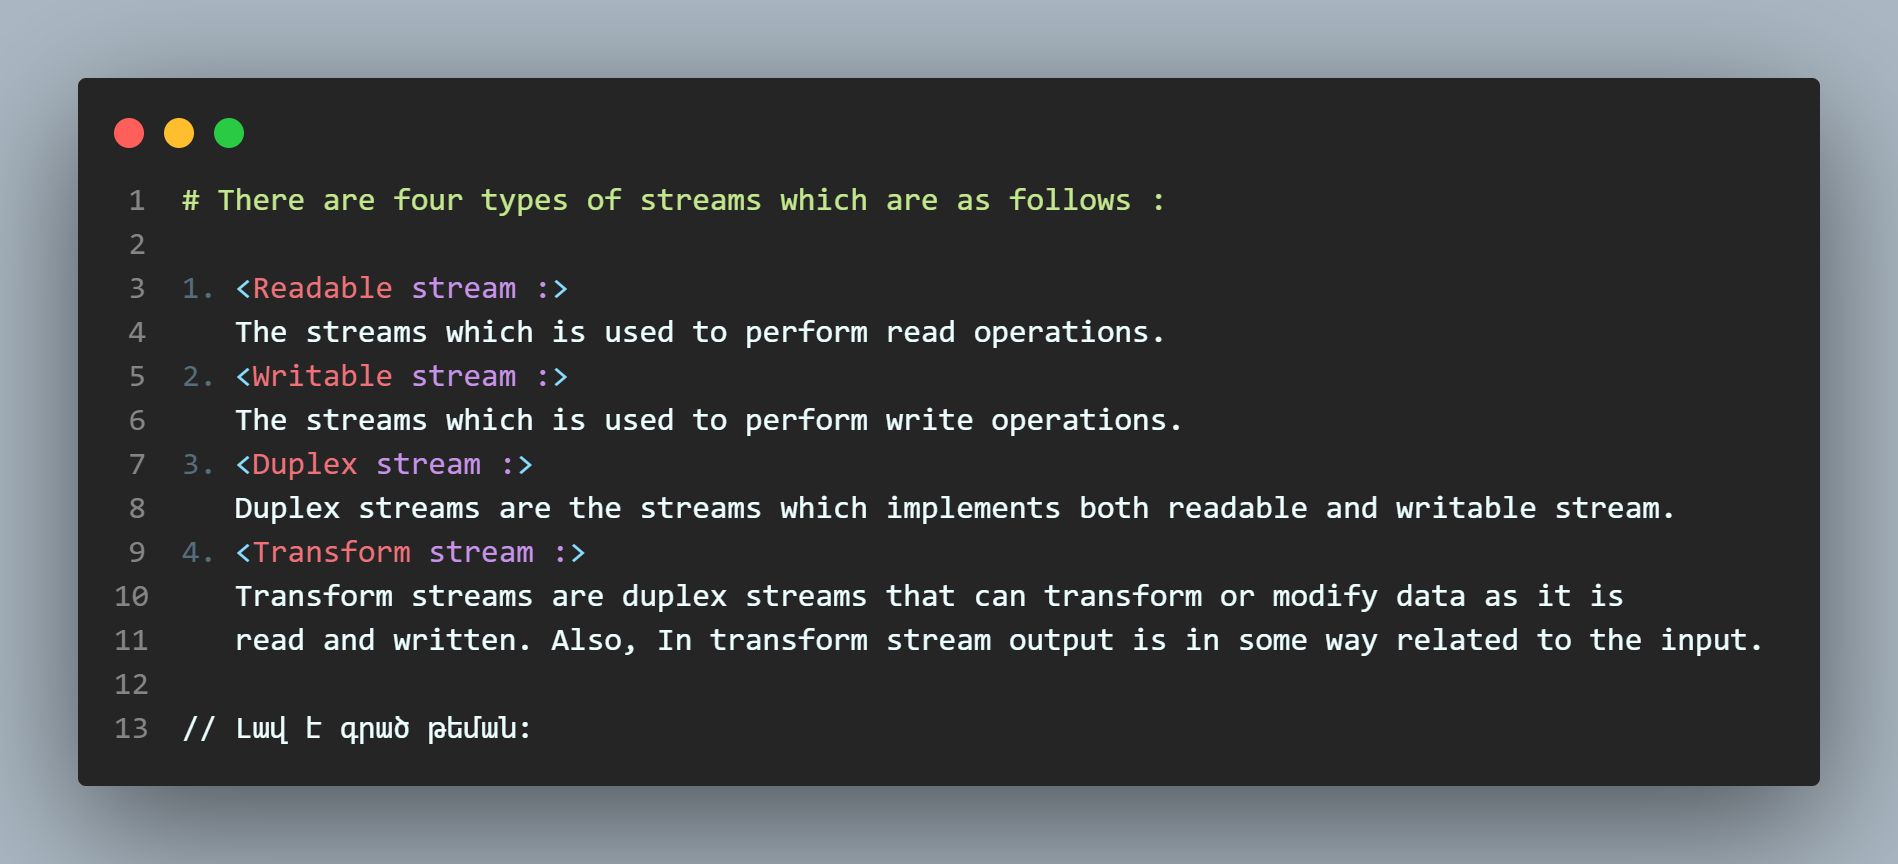 1 # There are four types of streams which are as follows :
2
3 1. <Readable stream :>
4 The streams which is used to perform read operations.
5 2. <Writable stream :>
6 The streams which is used to perform write operations.
7 3. <Duplex stream :>
8 Duplex streams are the streams which implements both readable and writable stream.
9 4. <Transform stream :>
10 Transform streams are duplex streams that can transform or modify data as it is
11 read and written. Also, In transform stream output is in some way related to the input.
12
13 // Լավ է գրած թեման: